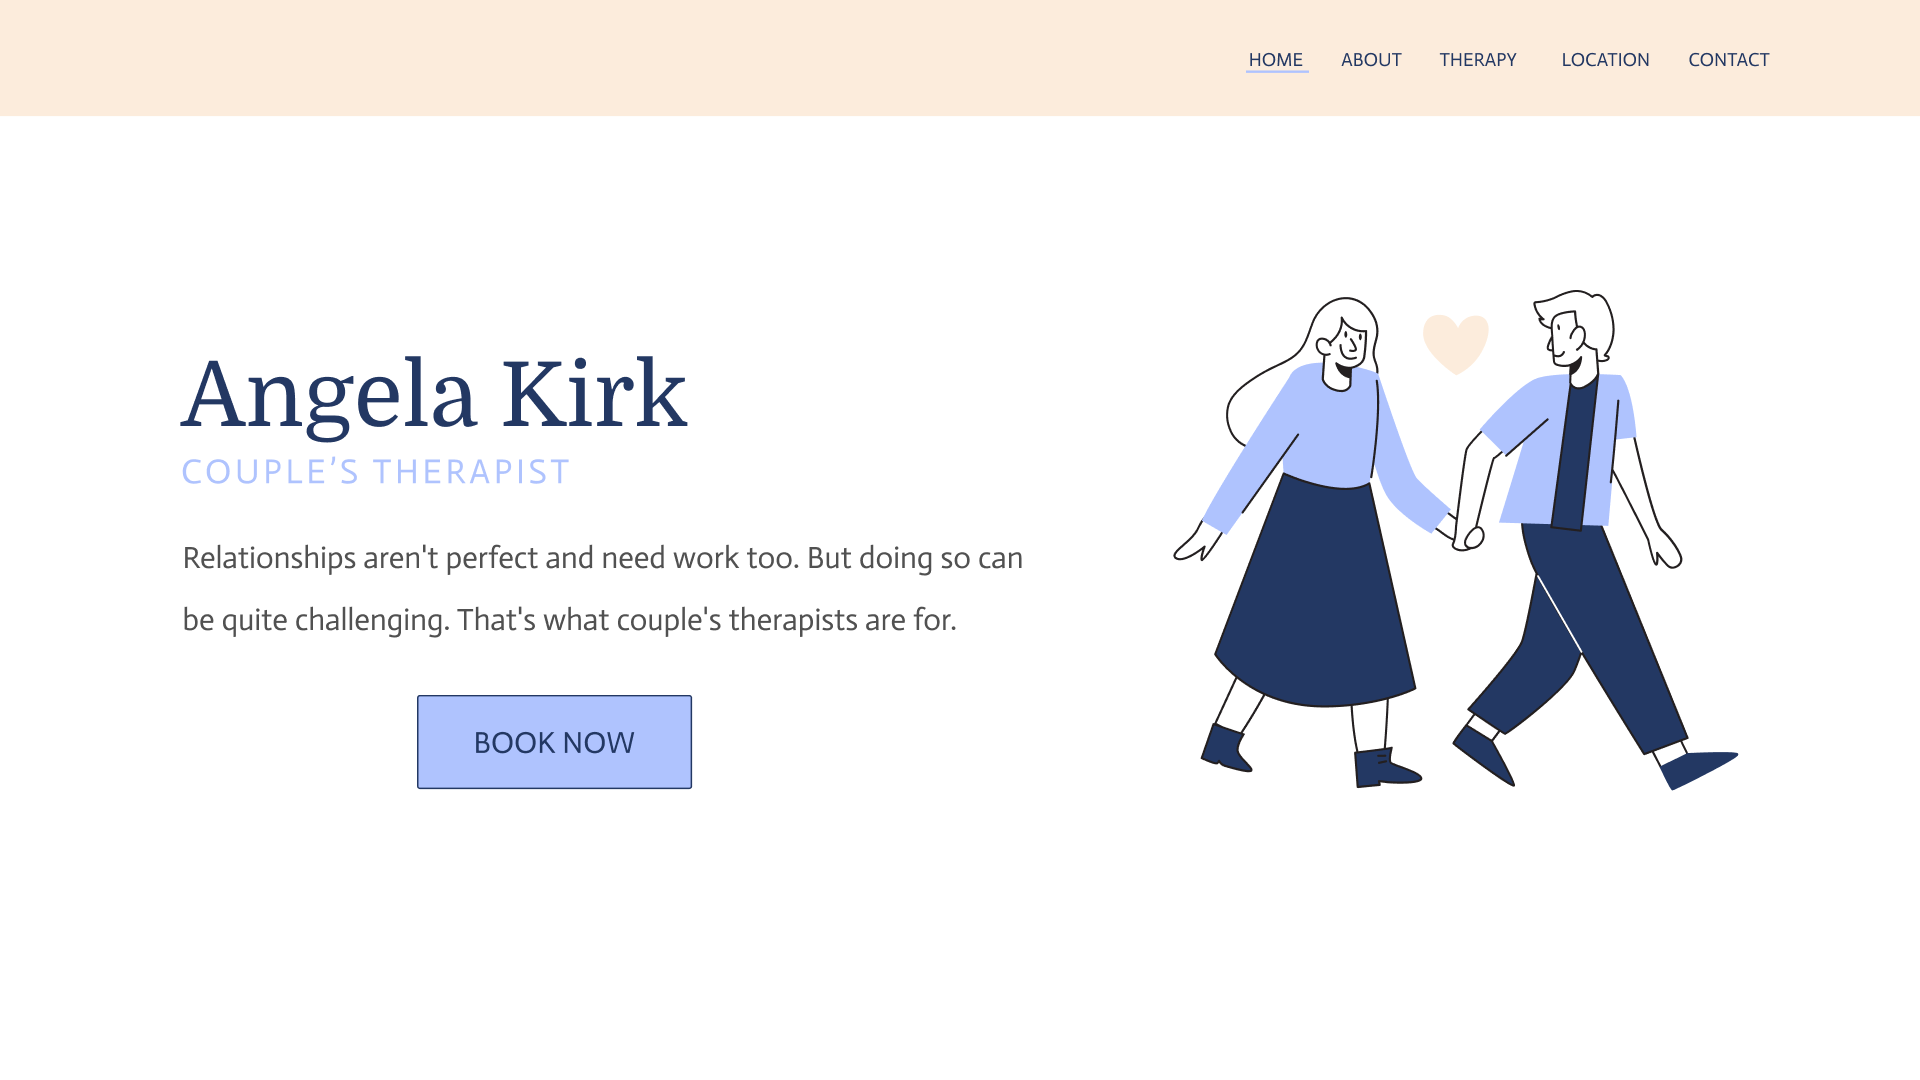 HOME ABOUT THERAPY LOCATION CONTACT
Angela Kirk
COUPLE’S THERAPIST
Relationships aren't perfect and need work too. But doing so can
be quite challenging. That's what couple's therapists are for.
BOOK NOW